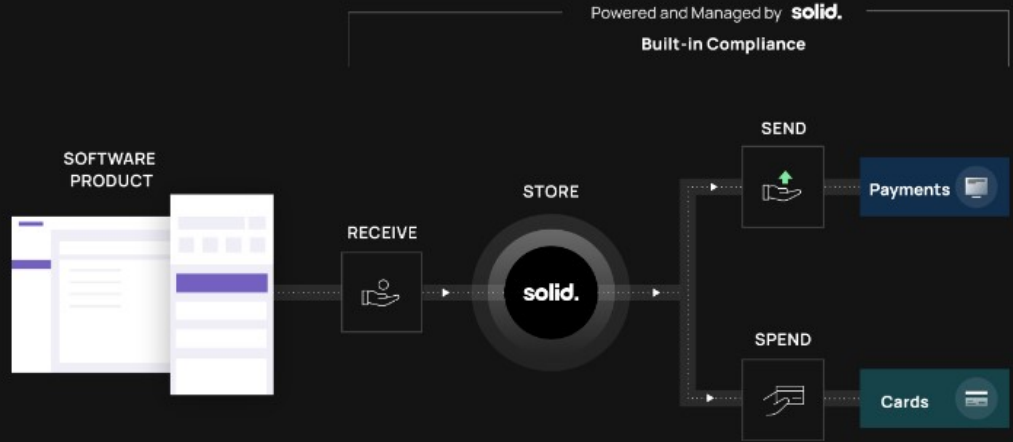 Powered and Managed by solid.
Built-in Compliance
SOFTWARE
PRODUCT
RECEIVE
STORE
solid.
SEND
Payments
SPEND
Cards